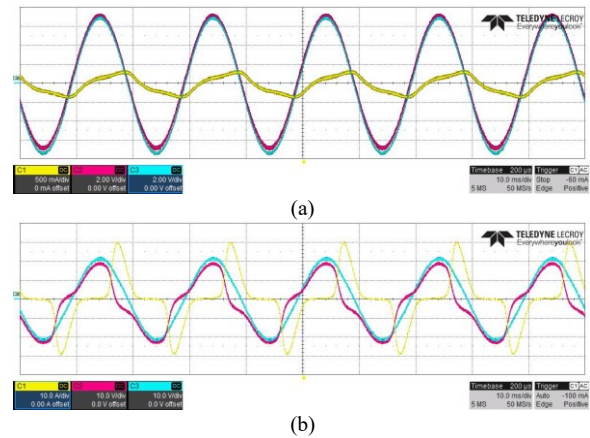 TELEDYNE LECROY
Everywhereyoulook™
C1 DC C2 DC C3 DC
500 mA/div 2.00 V/div 2.00 V/div
0 mA offset 0.00 V offset 0.00 V offset
Timebase 200 µs Trigger C1 AC
10.0 ms/div Stop -60 mA
5 MS 50 MS/s Edge Positive
(a)
TELEDYNE LECROY
Everywhereyoulook™
C1 DC C2 DC C3 DC
10.0 A/div 10.0 V/div 10.0 V/div
0.00 A offset 0.0 V offset 0.0 V offset
Timebase 200 µs Trigger C1 AC
10.0 ms/div Auto -100 mA
5 MS 50 MS/s Edge Positive
(b)